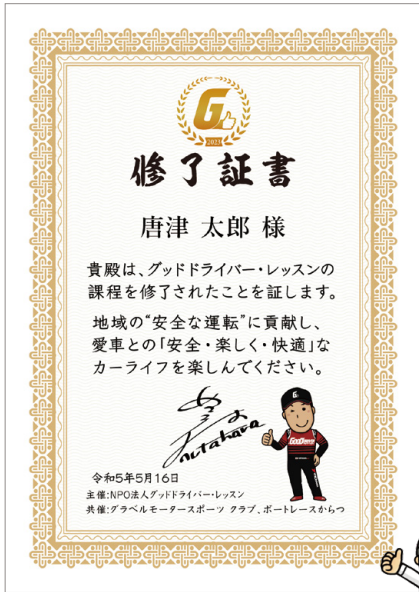 G
2023
修了証書
唐津 太郎 様
貴殿は、グッドドライバー・レッスンの
課程を修了されたことを証します。
地域の“安全な運転”に貢献し、
愛車との「安全・楽しく・快適」な
カーライフを楽しんでください。
令和5年5月16日
主催:NPO法人グッドドライバー・レッスン
共催:グラベルモータースポーツ クラブ、ボートレースからつ